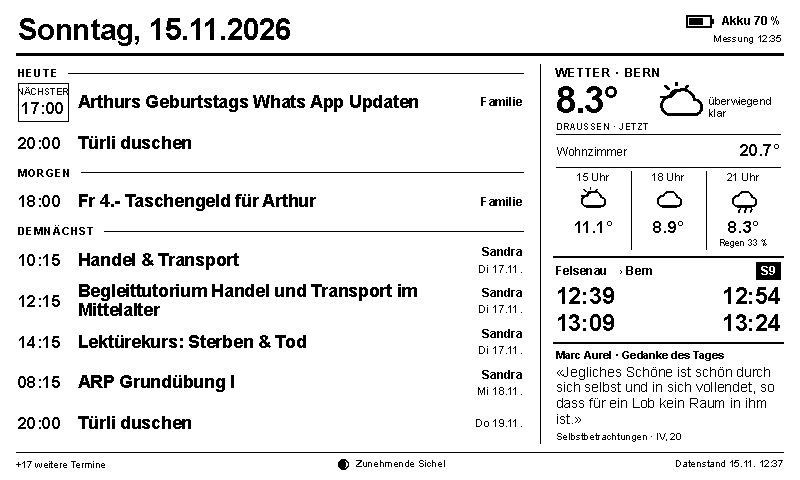 Sonntag, 15.11.2026
Akku 70 %
Messung 12:35
HEUTE
NÄCHSTER
17:00 Arthurs Geburtstags Whats App Updaten Familie
20:00 Türli duschen
MORGEN
18:00 Fr 4.- Taschengeld für Arthur Familie
DEMNÄCHST
10:15 Handel & Transport Sandra
Di 17.11.
12:15 Begleittutorium Handel und Transport im Mittelalter Sandra
Di 17.11.
14:15 Lektürekurs: Sterben & Tod Sandra
Di 17.11.
08:15 ARP Grundübung I Sandra
Mi 18.11.
20:00 Türli duschen Do 19.11.
WETTER · BERN
8.3° überwiegend
klar
DRAUSSEN · JETZT
Wohnzimmer 20.7°
15 Uhr 18 Uhr 21 Uhr
11.1° 8.9° 8.3°
Regen 33 %
Felsenau › Bern S9
12:39 12:54
13:09 13:24
Marc Aurel · Gedanke des Tages
«Jegliches Schöne ist schön durch
sich selbst und in sich vollendet, so
dass für ein Lob kein Raum in ihm
ist.»
Selbstbetrachtungen · IV, 20
+17 weitere Termine
Zunehmende Sichel
Datenstand 15.11. 12:37